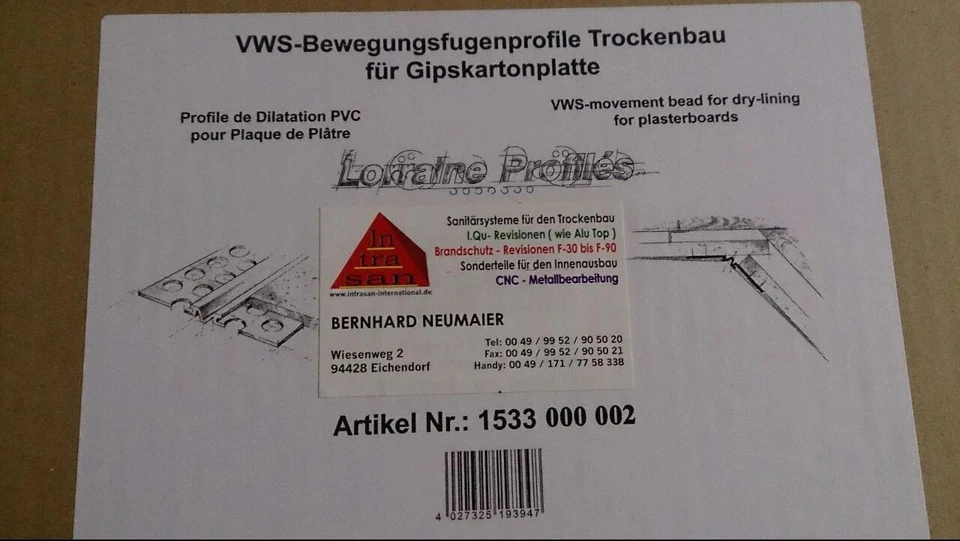 VWS-Bewegungsfugenprofile Trockenbau
für Gipskartonplatte
Profile de Dilatation PVC
pour Plaque de Plâtre
VWS-movement bead for dry-lining
for plasterboards
Lorraine Profilés
In
tra
san
www.intrasan-international.de
Sanitärsysteme für den Trockenbau
I.Qu- Revisionen ( wie Alu Top )
Brandschutz - Revisionen F-30 bis F-90
Sonderteile für den Innenausbau
CNC - Metallbearbeitung
BERNHARD NEUMAIER
Wiesenweg 2
94428 Eichendorf
Tel: 00 49 / 99 52 / 90 50 20
Fax: 00 49 / 99 52 / 90 50 21
Handy: 00 49 / 171 / 77 58 338
Artikel Nr.: 1533 000 002
4 027325 193947